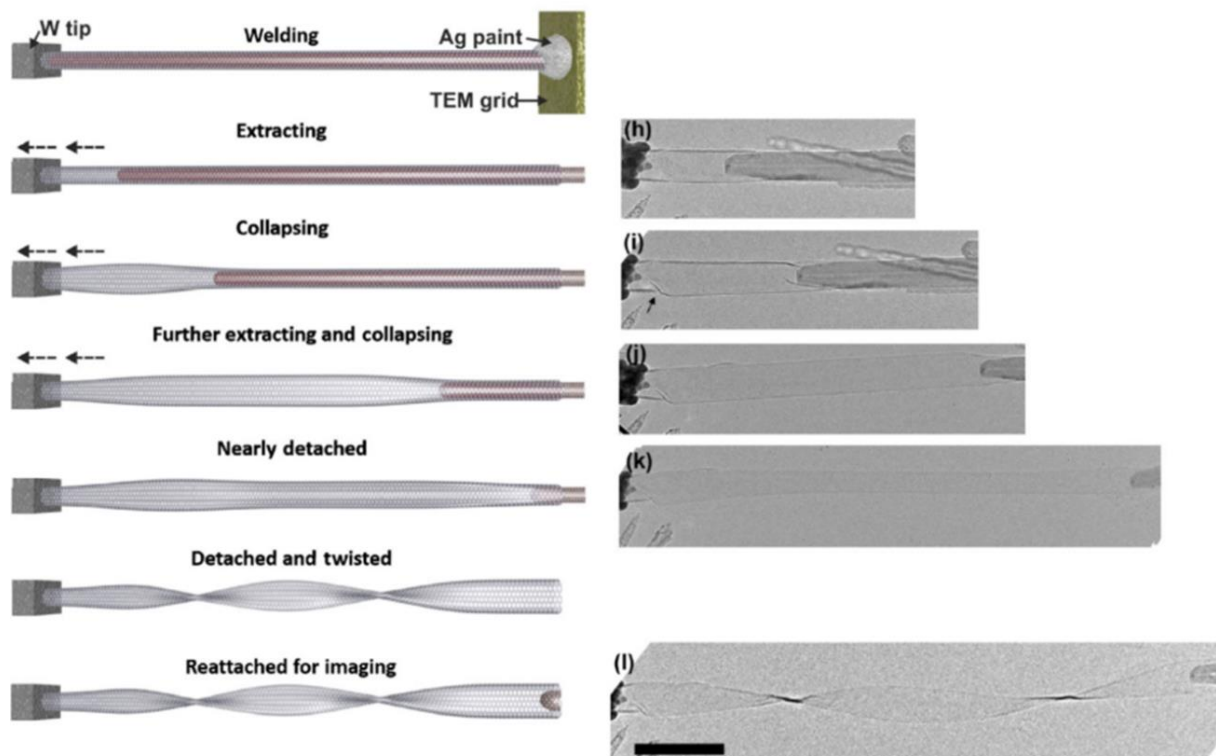 W tip
Welding
Ag paint
TEM grid
Extracting
(h)
Collapsing
(i)
Further extracting and collapsing
(j)
Nearly detached
(k)
Detached and twisted
Reattached for imaging
(l)